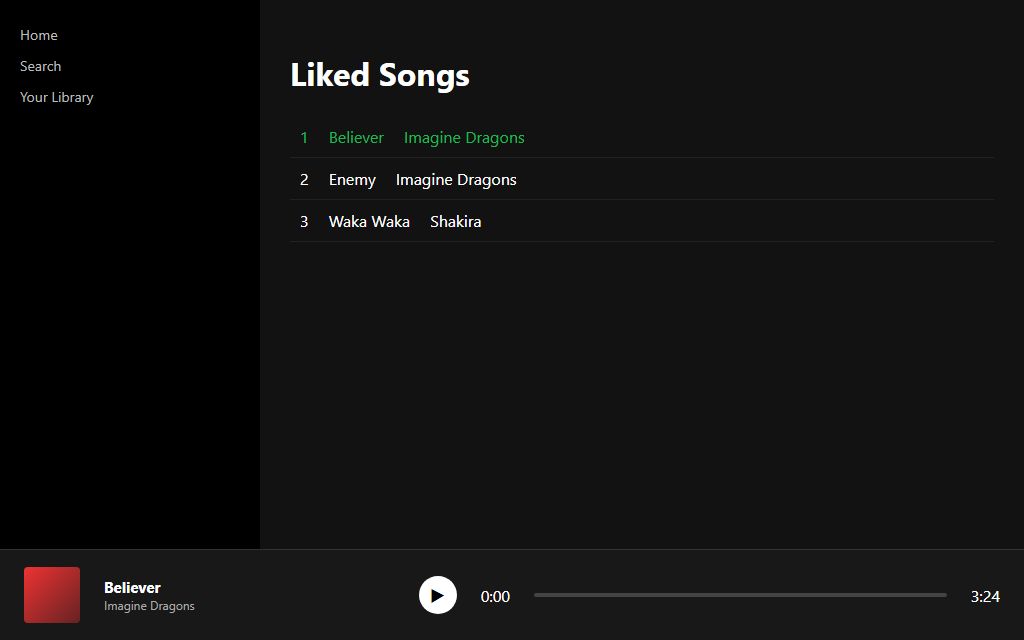 Home
Search
Your Library
Liked Songs
1 Believer Imagine Dragons
2 Enemy Imagine Dragons
3 Waka Waka Shakira
Believer
Imagine Dragons
0:00 3:24